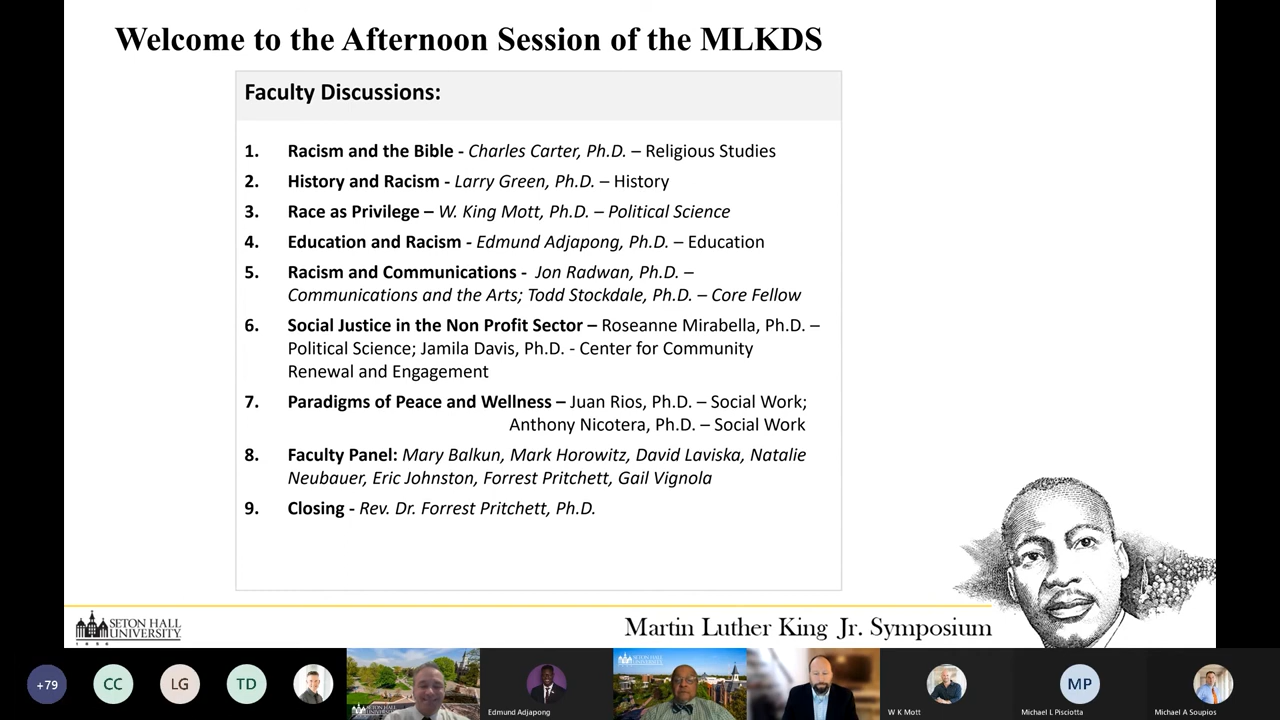 Welcome to the Afternoon Session of the MLKDS
Faculty Discussions:
1. Racism and the Bible - Charles Carter, Ph.D. – Religious Studies
2. History and Racism - Larry Green, Ph.D. – History
3. Race as Privilege – W. King Mott, Ph.D. – Political Science
4. Education and Racism - Edmund Adjapong, Ph.D. – Education
5. Racism and Communications - Jon Radwan, Ph.D. –
Communications and the Arts; Todd Stockdale, Ph.D. – Core Fellow
6. Social Justice in the Non Profit Sector – Roseanne Mirabella, Ph.D. –
Political Science; Jamila Davis, Ph.D. - Center for Community
Renewal and Engagement
7. Paradigms of Peace and Wellness – Juan Rios, Ph.D. – Social Work;
Anthony Nicotera, Ph.D. – Social Work
8. Faculty Panel: Mary Balkun, Mark Horowitz, David Laviska, Natalie
Neubauer, Eric Johnston, Forrest Pritchett, Gail Vignola
9. Closing - Rev. Dr. Forrest Pritchett, Ph.D.
SETON HALL
UNIVERSITY
Martin Luther King Jr. Symposium
+79
CC
LG
TD
SETON HALL
UNIVERSITY
Edmund Adjapong
SETON HALL
UNIVERSITY
W K Mott
MP
Michael L Pisciotta
Michael A Soupios